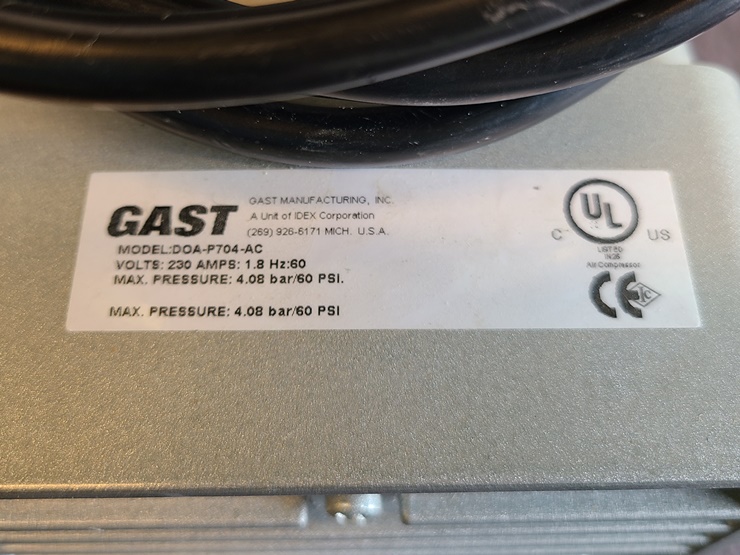 GAST
GAST MANUFACTURING, INC.
A Unit of IDEX Corporation
(269) 926-6171 MICH. U.S.A.
MODEL:DOA-P704-AC
VOLTS: 230 AMPS: 1.8 Hz:60
MAX. PRESSURE: 4.08 bar/60 PSI.
MAX. PRESSURE: 4.08 bar/60 PSI
UL
C US
LISTED
Air Compressor
CE